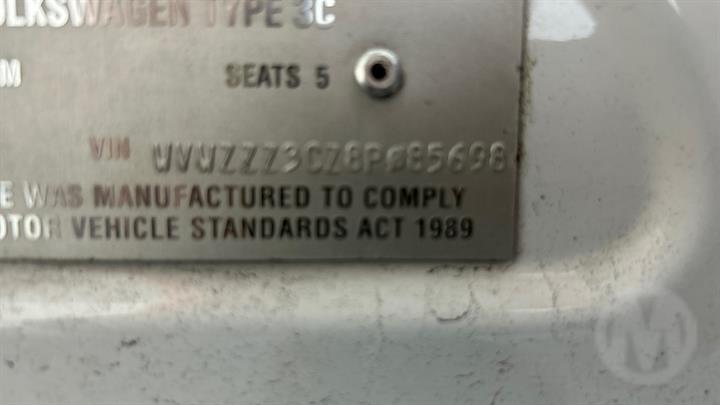 OLKSWAGEN TYPE 3C
M SEATS 5
VIN WVWZZZ3CZ8P085698
E WAS MANUFACTURED TO COMPLY
OTOR VEHICLE STANDARDS ACT 1989
M